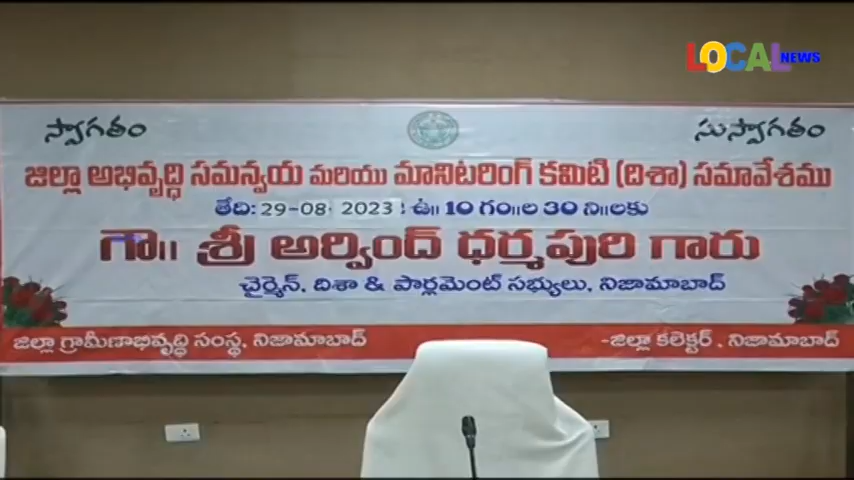 LOCAL NEWS
స్వాగతం సుస్వాగతం
జిల్లా అభివృద్ధి సమన్వయ మరియు మానిటరింగ్ కమిటి (దిశా) సమావేశము
తేది: 29-08-2023 : ఉ॥ 10 గం॥ల 30 ని॥లకు
గౌ॥ శ్రీ అర్వింద్ ధర్మపురి గారు
చైర్మెన్, దిశా & పార్లమెంట్ సభ్యులు, నిజామాబాద్
జిల్లా గ్రామీణాభివృద్ధి సంస్థ, నిజామాబాద్ -జిల్లా కలెక్టర్, నిజామాబాద్